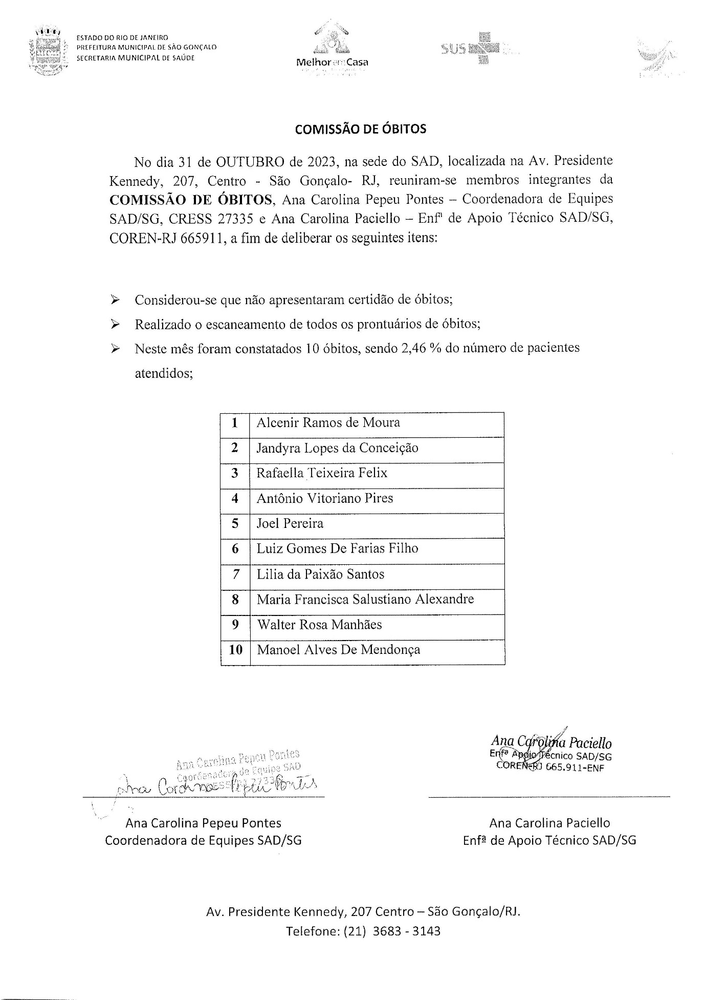 ESTADO DO RIO DE JANEIRO
PREFEITURA MUNICIPAL DE SÃO GONÇALO
SECRETARIA MUNICIPAL DE SAÚDE
Melhor em Casa
SUS
COMISSÃO DE ÓBITOS
No dia 31 de OUTUBRO de 2023, na sede do SAD, localizada na Av. Presidente
Kennedy, 207, Centro - São Gonçalo- RJ, reuniram-se membros integrantes da
COMISSÃO DE ÓBITOS, Ana Carolina Pepeu Pontes – Coordenadora de Equipes
SAD/SG, CRESS 27335 e Ana Carolina Paciello – Enfª de Apoio Técnico SAD/SG,
COREN-RJ 665911, a fim de deliberar os seguintes itens:
➢ Considerou-se que não apresentaram certidão de óbitos;
➢ Realizado o escaneamento de todos os prontuários de óbitos;
➢ Neste mês foram constatados 10 óbitos, sendo 2,46 % do número de pacientes
atendidos;
1 Alcenir Ramos de Moura
2 Jandyra Lopes da Conceição
3 Rafaella Teixeira Felix
4 Antônio Vitoriano Pires
5 Joel Pereira
6 Luiz Gomes De Farias Filho
7 Lilia da Paixão Santos
8 Maria Francisca Salustiano Alexandre
9 Walter Rosa Manhães
10 Manoel Alves De Mendonça
Ana Carolina Pepeu Pontes
Coordenadora de Equipe SAD
Ana Carolina Pepeu Pontes
Ana Carolina Paciello
Enfª Apoio Técnico SAD/SG
COREN-RJ 665.911-ENF
Ana Carolina Pepeu Pontes
Coordenadora de Equipes SAD/SG
Ana Carolina Paciello
Enfª de Apoio Técnico SAD/SG
Av. Presidente Kennedy, 207 Centro – São Gonçalo/RJ.
Telefone: (21) 3683 - 3143